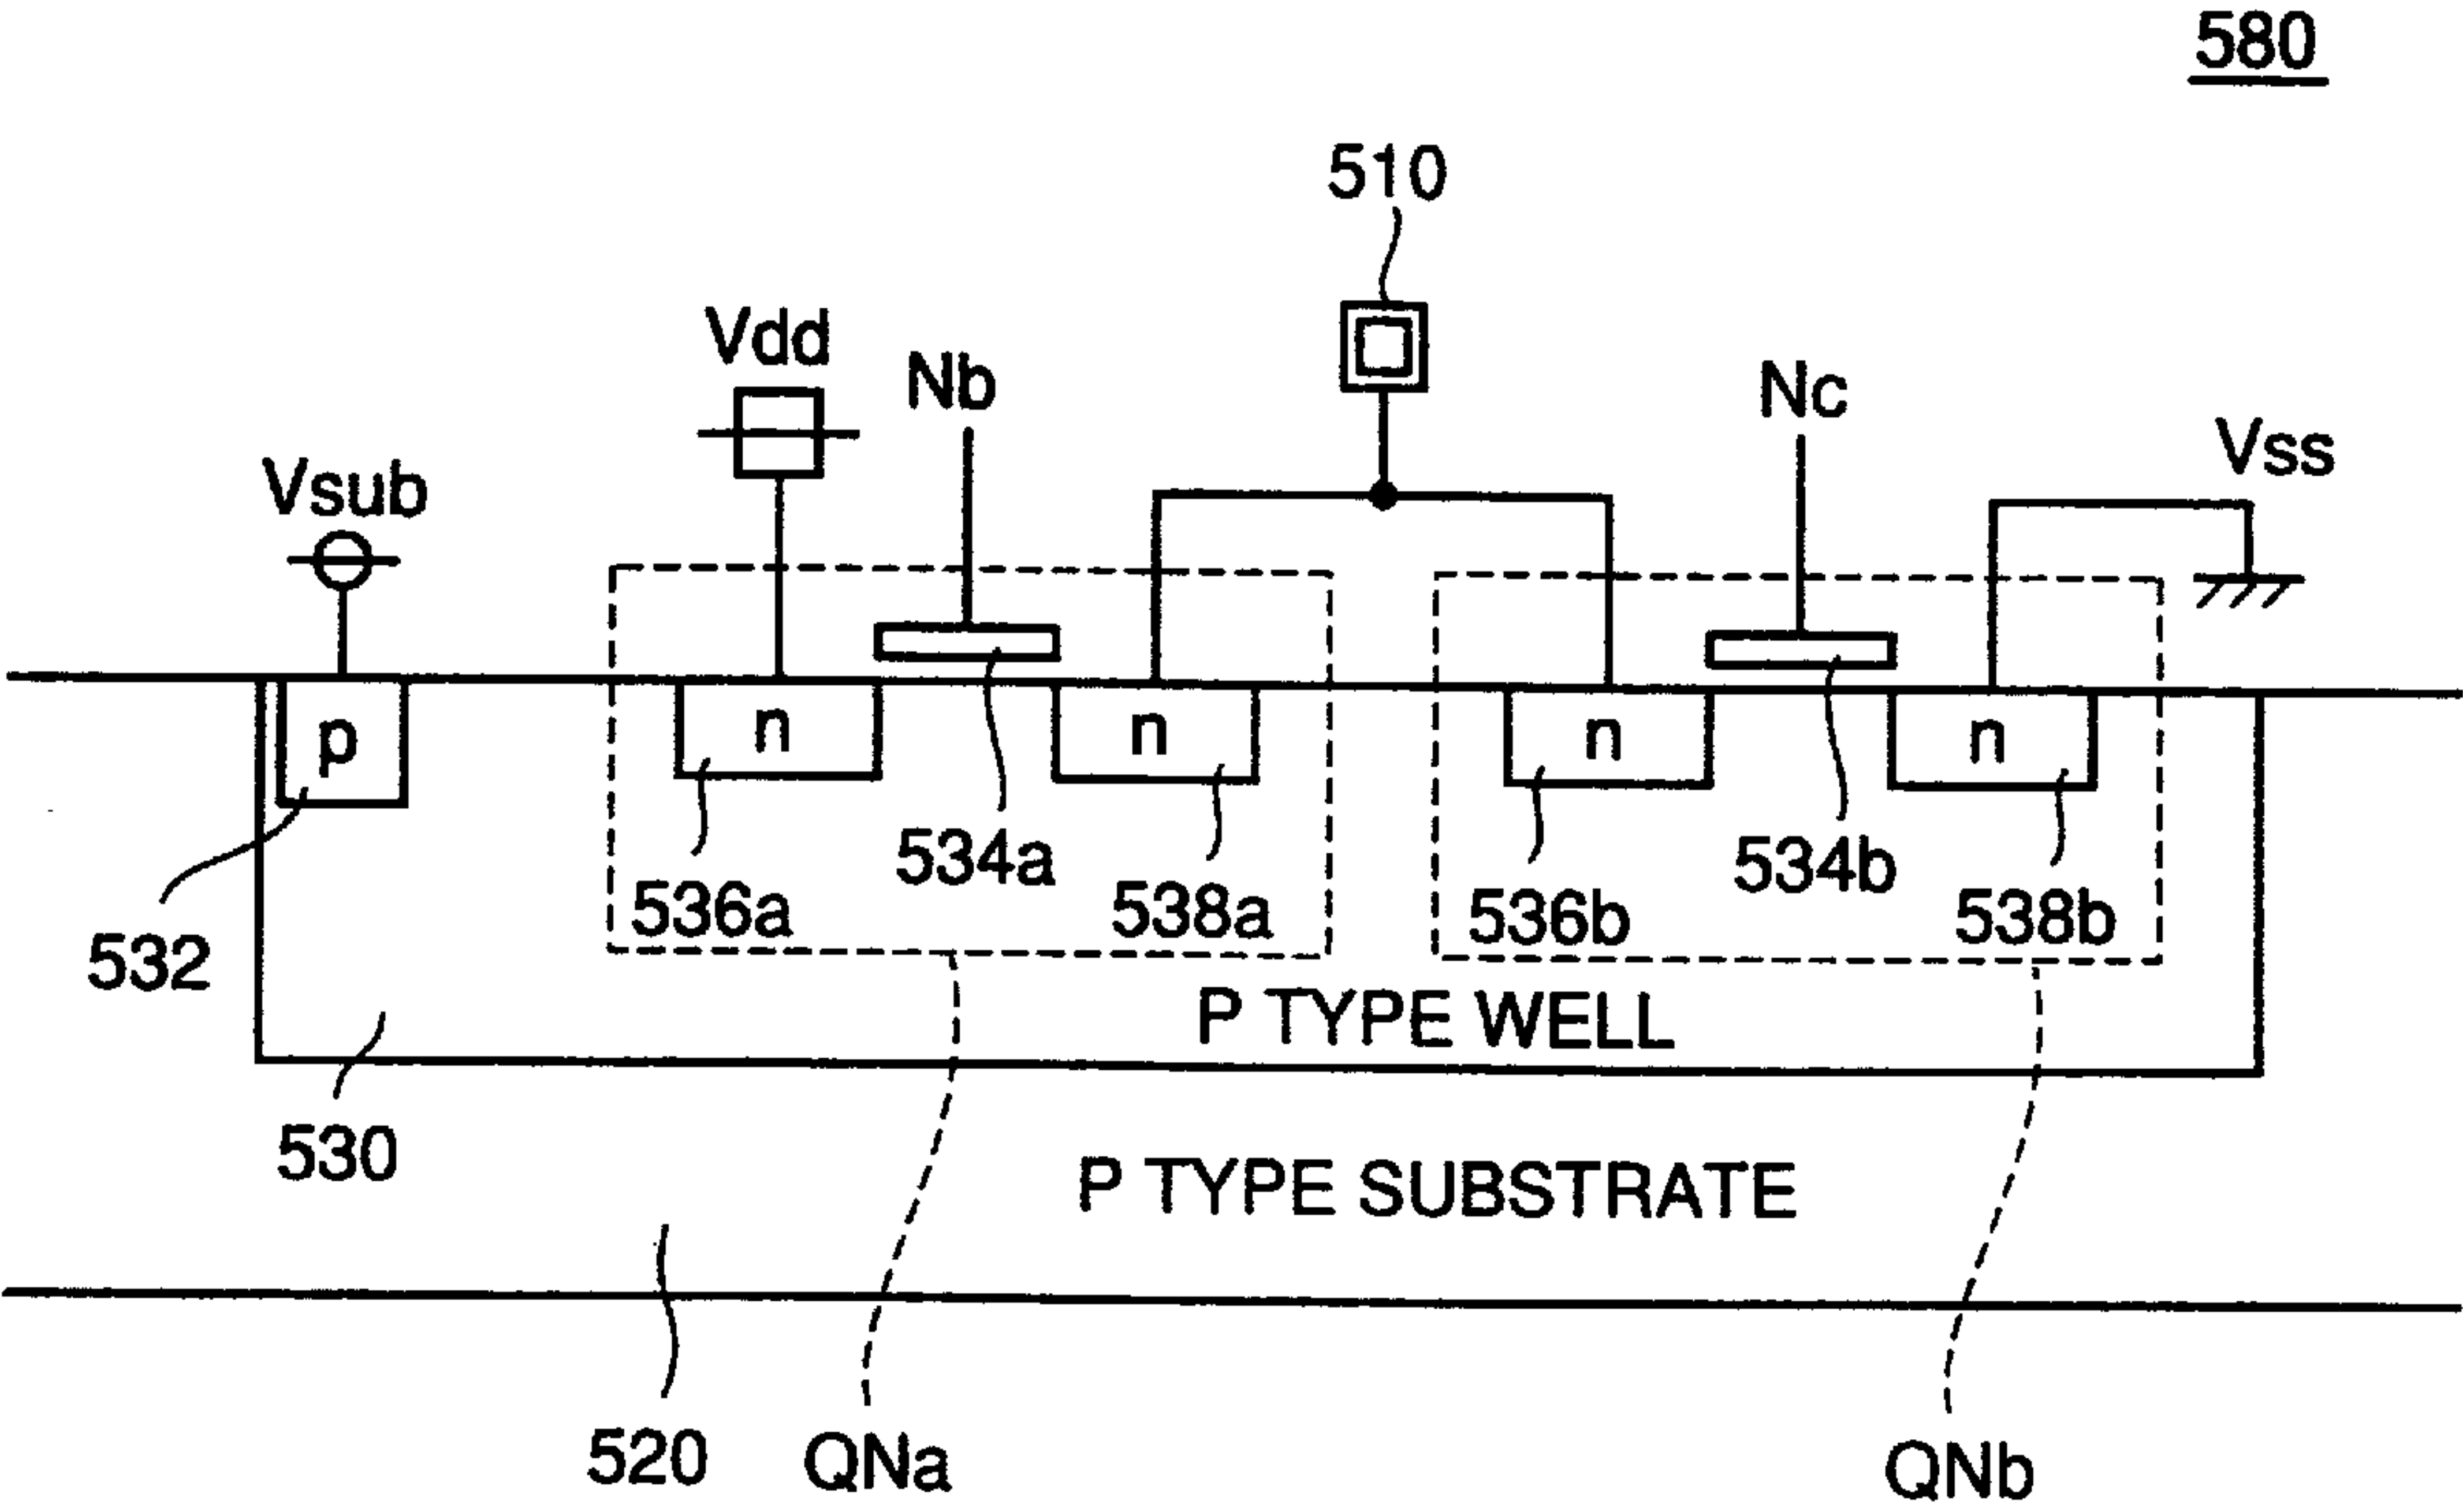 580
510
Vdd
Nb
Nc
Vss
Vsub
p
n
n
n
n
534a
534b
536a
538a
536b
538b
532
P TYPE WELL
530
P TYPE SUBSTRATE
520
QNa
QNb